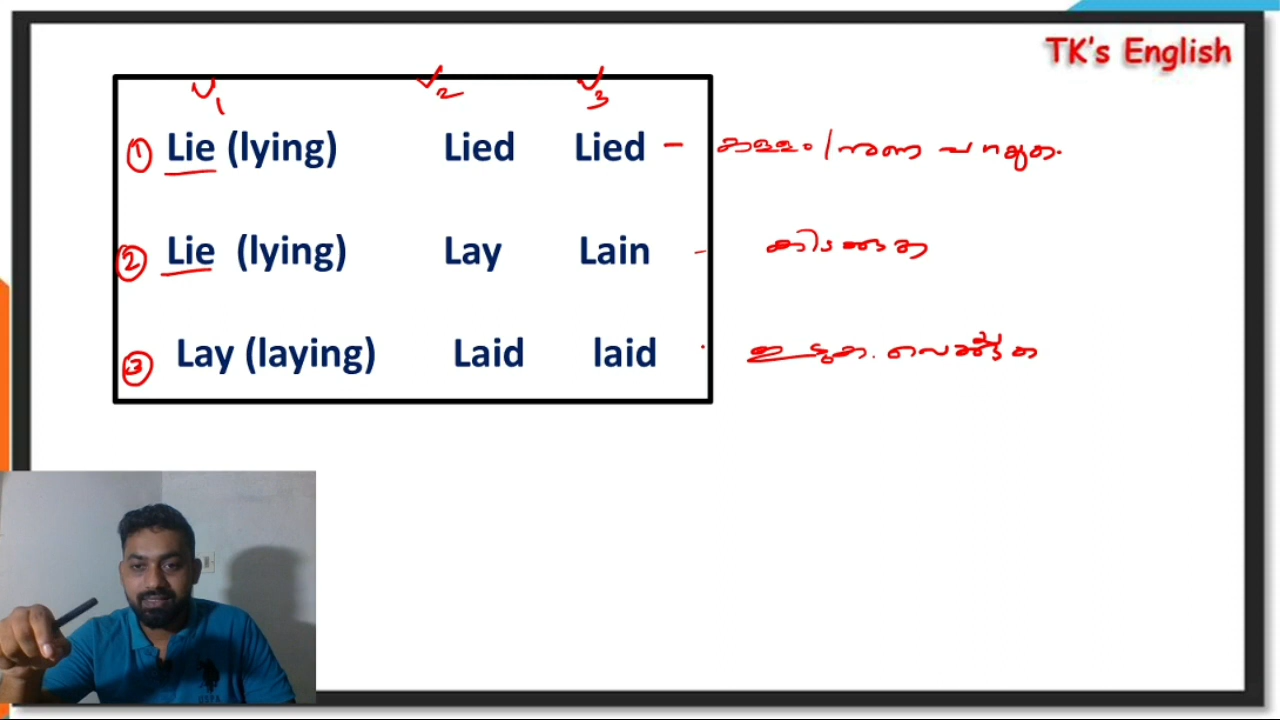 TK's English
V1 V2 V3
① Lie (lying) Lied Lied - കള്ളം/നുണ പറയുക.
② Lie (lying) Lay Lain - കിടക്കുക
③ Lay (laying) Laid laid - ഇടുക.